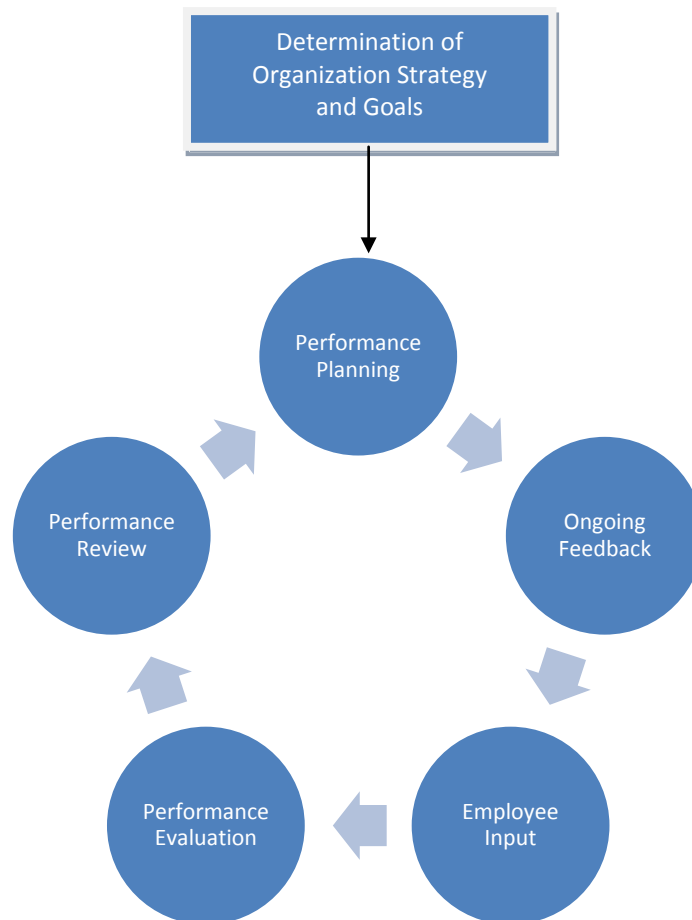 Determination of
Organization Strategy
and Goals
Performance
Planning
Ongoing
Feedback
Employee
Input
Performance
Evaluation
Performance
Review